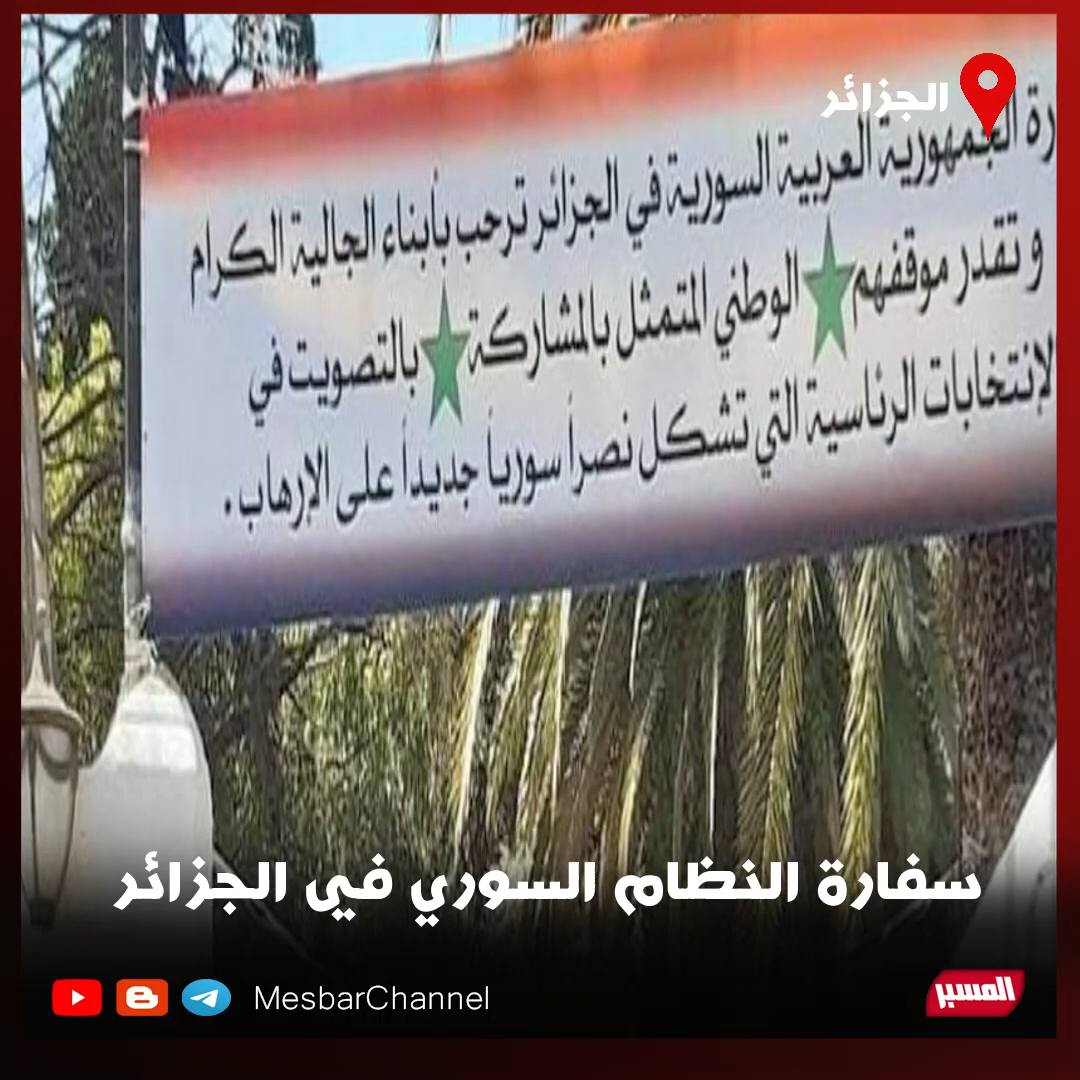 الجزائر
رة الجمهورية العربية السورية في الجزائر ترحب بأبناء الجالية الكرام
و تقدر موقفهم الوطني المتمثل بالمشاركة بالتصويت في
لإنتخابات الرئاسية التي تشكل نصراً سورياً جديداً على الإرهاب .
سفارة النظام السوري في الجزائر
MesbarChannel
المسبر